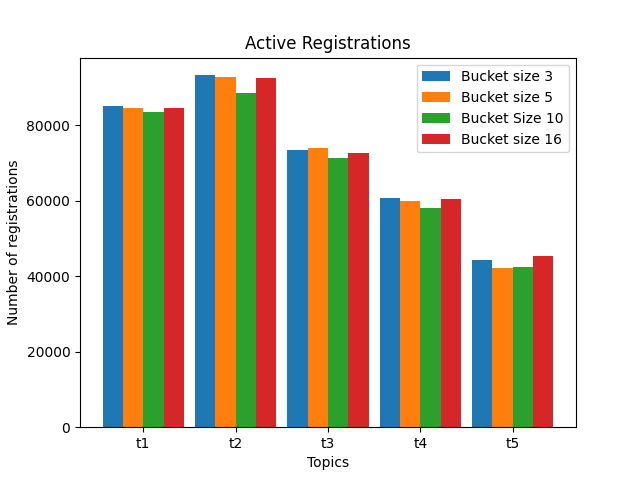 Active Registrations
Bucket size 3
Bucket size 5
Bucket Size 10
Bucket size 16
Number of registrations
80000
60000
40000
20000
0
t1 t2 t3 t4 t5
Topics